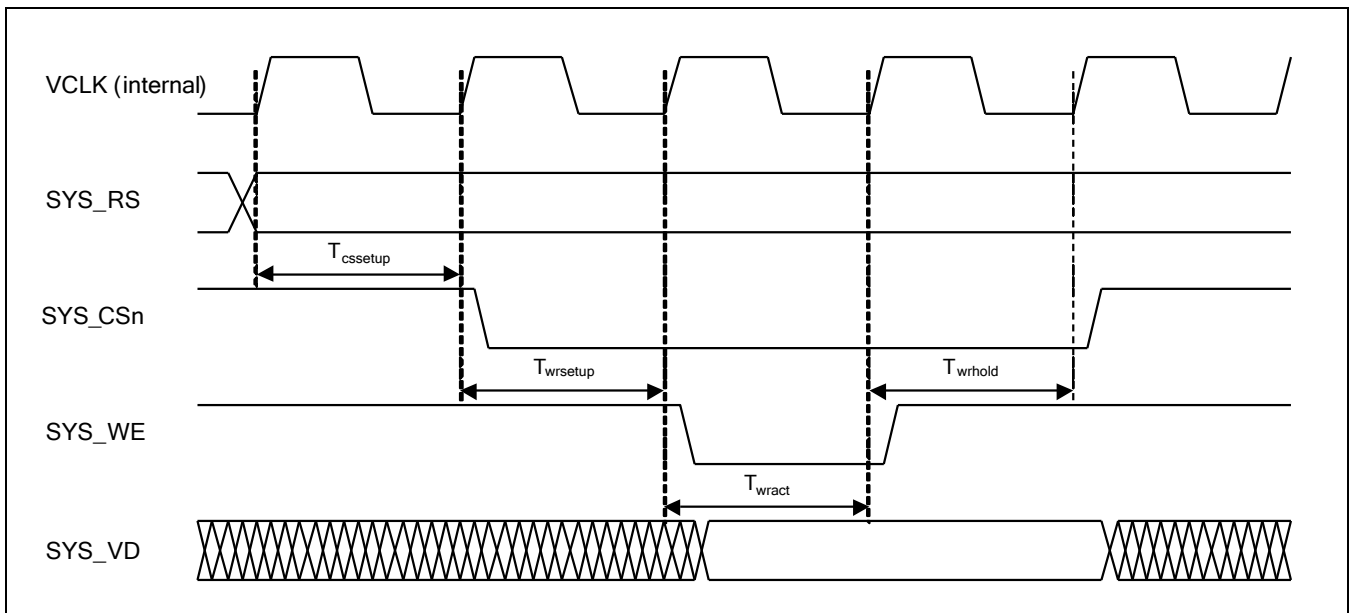 VCLK (internal)
SYS_RS
Tcssetup
SYS_CSn
Twrsetup
Twrhold
SYS_WE
Twract
SYS_VD